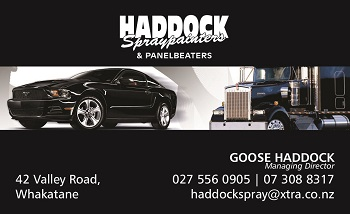 HADDOCK
Spraypainters
& PANELBEATERS
GOOSE HADDOCK
Managing Director
42 Valley Road,
027 556 0905 | 07 308 8317
Whakatane
haddockspray@xtra.co.nz